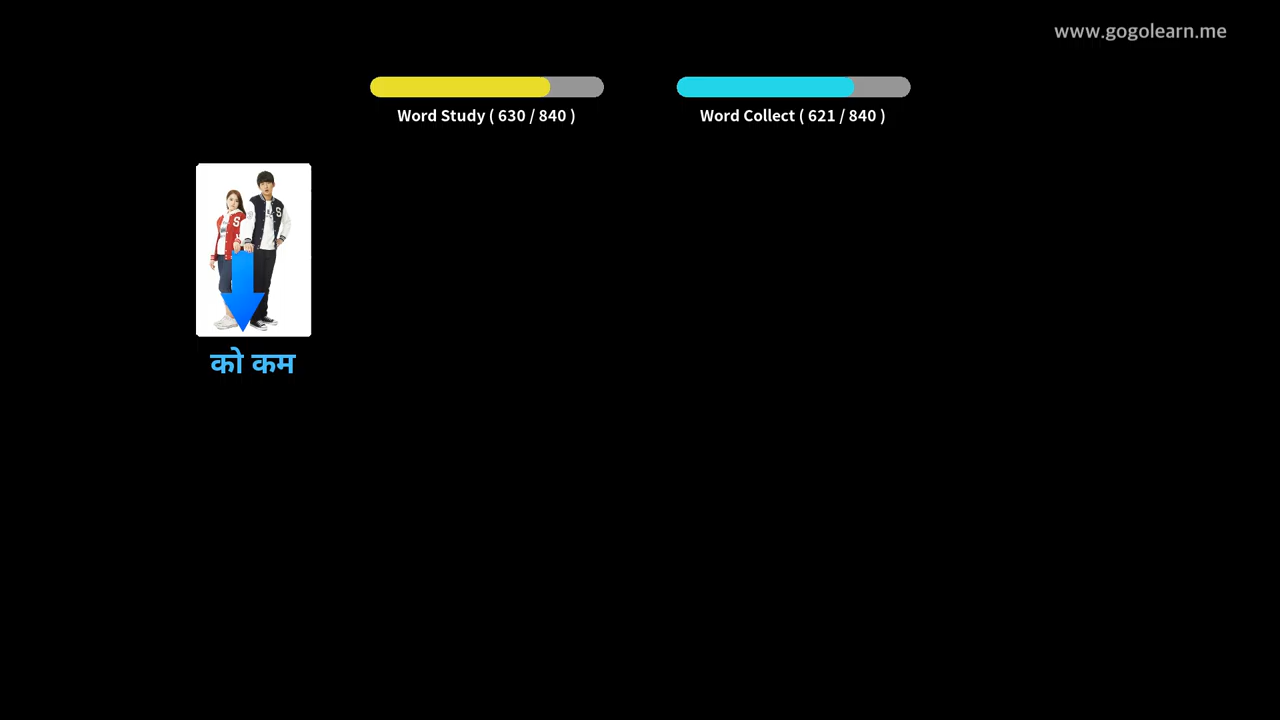 www.gogolearn.me
Word Study ( 630 / 840 )
Word Collect ( 621 / 840 )
S
S
को कम